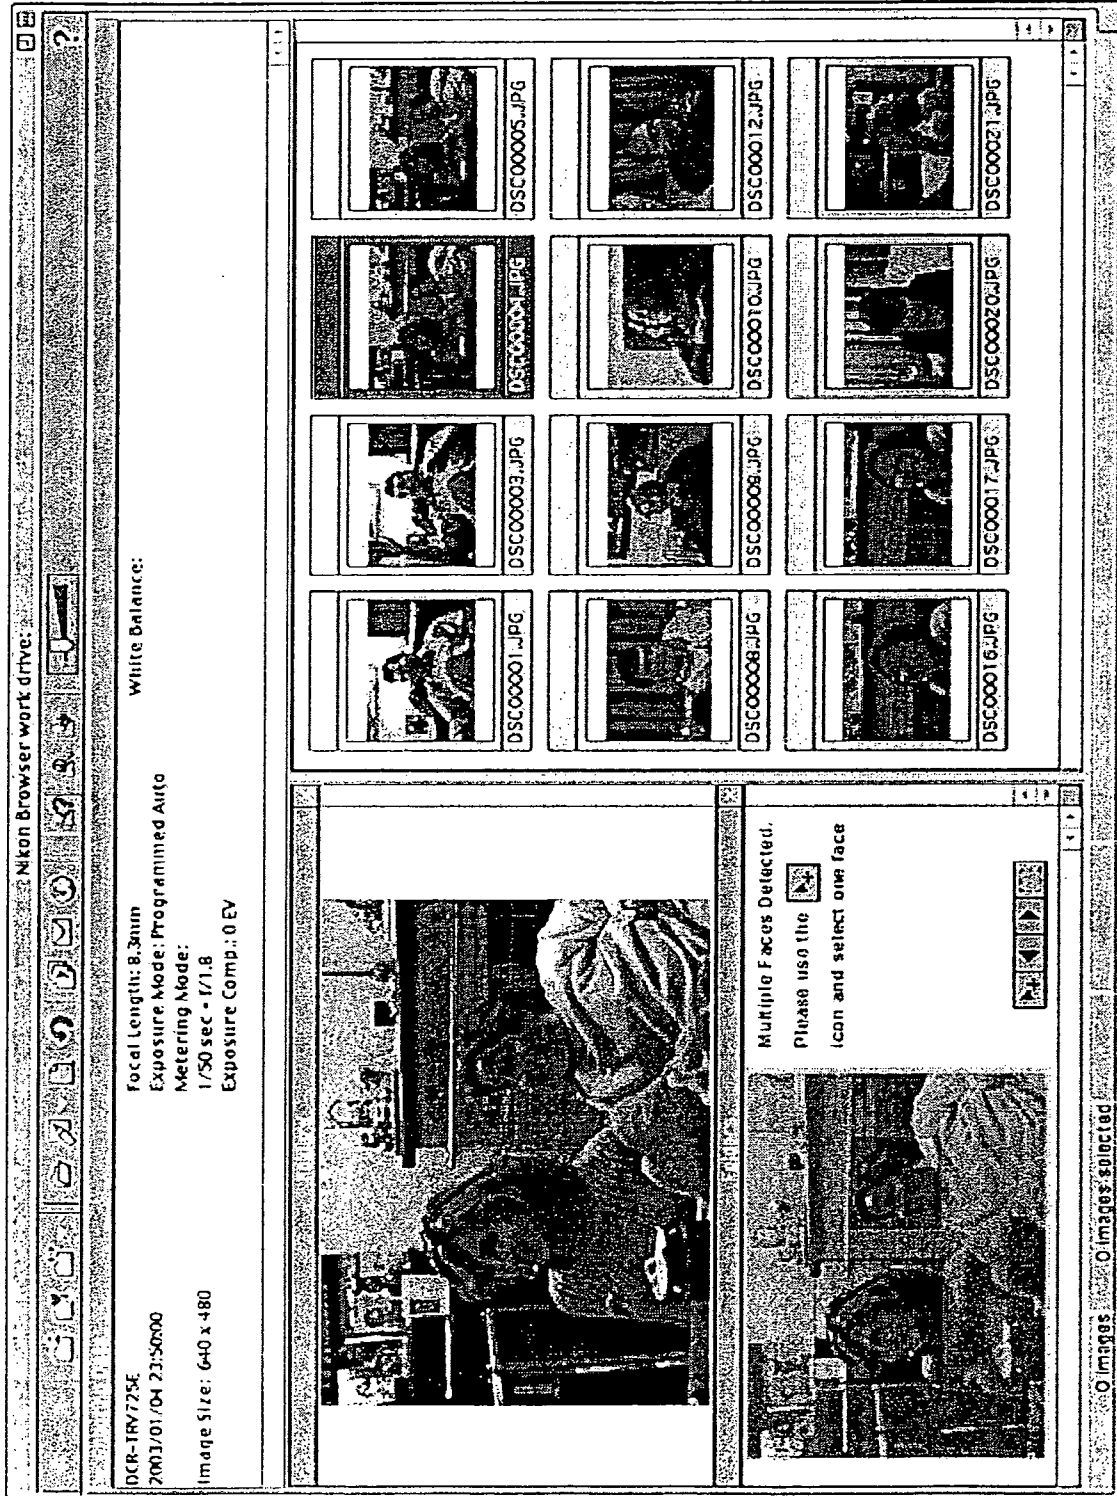 Nikon Browser work drive:
?
DCR-TRV725E
2003/01/04 23:50:00
Image Size: 640 x 480
Focal Length: 8.3mm
Exposure Mode: Programmed Auto
Metering Mode:
1/50 sec • f/1.8
Exposure Comp.: 0 EV
White Balance:
DSC00001.JPG
DSC00003.JPG
DSC00004.JPG
DSC00005.JPG
DSC00008.JPG
DSC00009.JPG
DSC00010.JPG
DSC00012.JPG
DSC00016.JPG
DSC00017.JPG
DSC00020.JPG
DSC00021.JPG
Multiple Faces Detected.
Please use the
icon and select one face
0 images
0 images selected